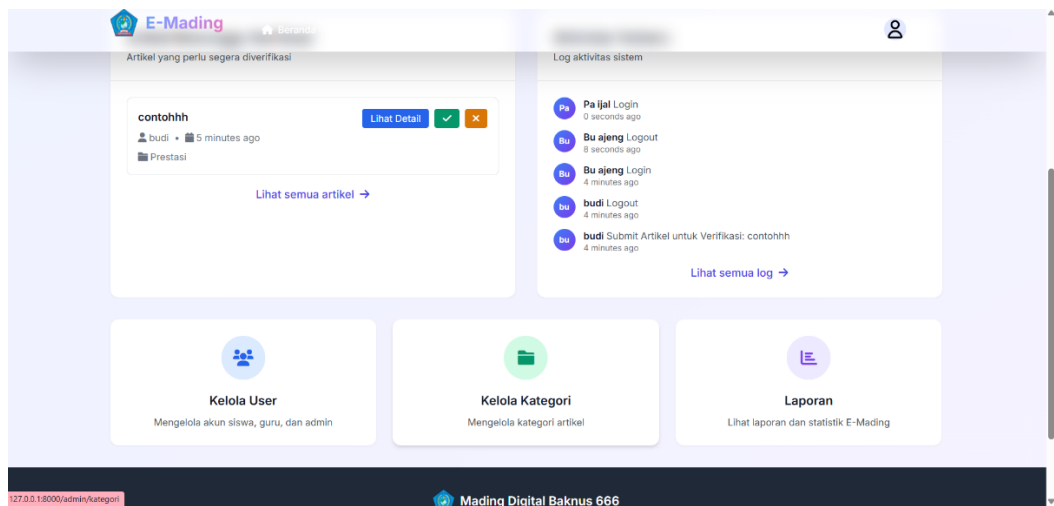 E-Mading
Beranda
Artikel yang perlu segera diverifikasi
contohhh
Lihat Detail
budi • 5 minutes ago
Prestasi
Lihat semua artikel →
Log aktivitas sistem
Pa
Pa ijal Login
0 seconds ago
Bu
Bu ajeng Logout
8 seconds ago
Bu
Bu ajeng Login
4 minutes ago
bu
budi Logout
4 minutes ago
bu
budi Submit Artikel untuk Verifikasi: contohhh
4 minutes ago
Lihat semua log →
Kelola User
Mengelola akun siswa, guru, dan admin
Kelola Kategori
Mengelola kategori artikel
Laporan
Lihat laporan dan statistik E-Mading
Mading Digital Baknus 666
127.0.0.1:8000/admin/kategori